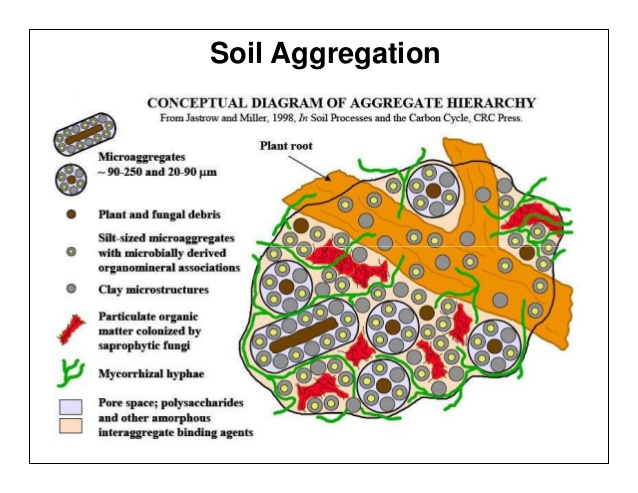 Soil Aggregation
CONCEPTUAL DIAGRAM OF AGGREGATE HIERARCHY
From Jastrow and Miller, 1998, In Soil Processes and the Carbon Cycle, CRC Press.
Plant root
Microaggregates
~ 90-250 and 20-90 µm
Plant and fungal debris
Silt-sized microaggregates
with microbially derived
organomineral associations
Clay microstructures
Particulate organic
matter colonized by
saprophytic fungi
Mycorrhizal hyphae
Pore space; polysaccharides
and other amorphous
interaggregate binding agents